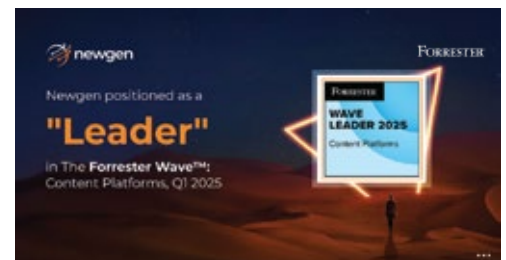 newgen
FORRESTER
Newgen positioned as a
"Leader"
in The Forrester Wave™:
Content Platforms, Q1 2025
FORRESTER
WAVE
LEADER 2025
Content Platforms